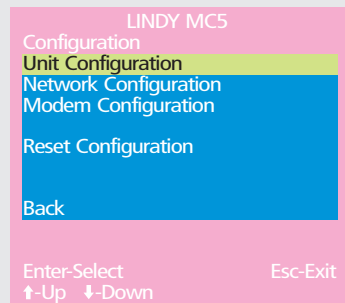 LINDY MC5
Configuration
Unit Configuration
Network Configuration
Modem Configuration
Reset Configuration
Back
Enter-Select Esc-Exit
↑-Up ↓-Down